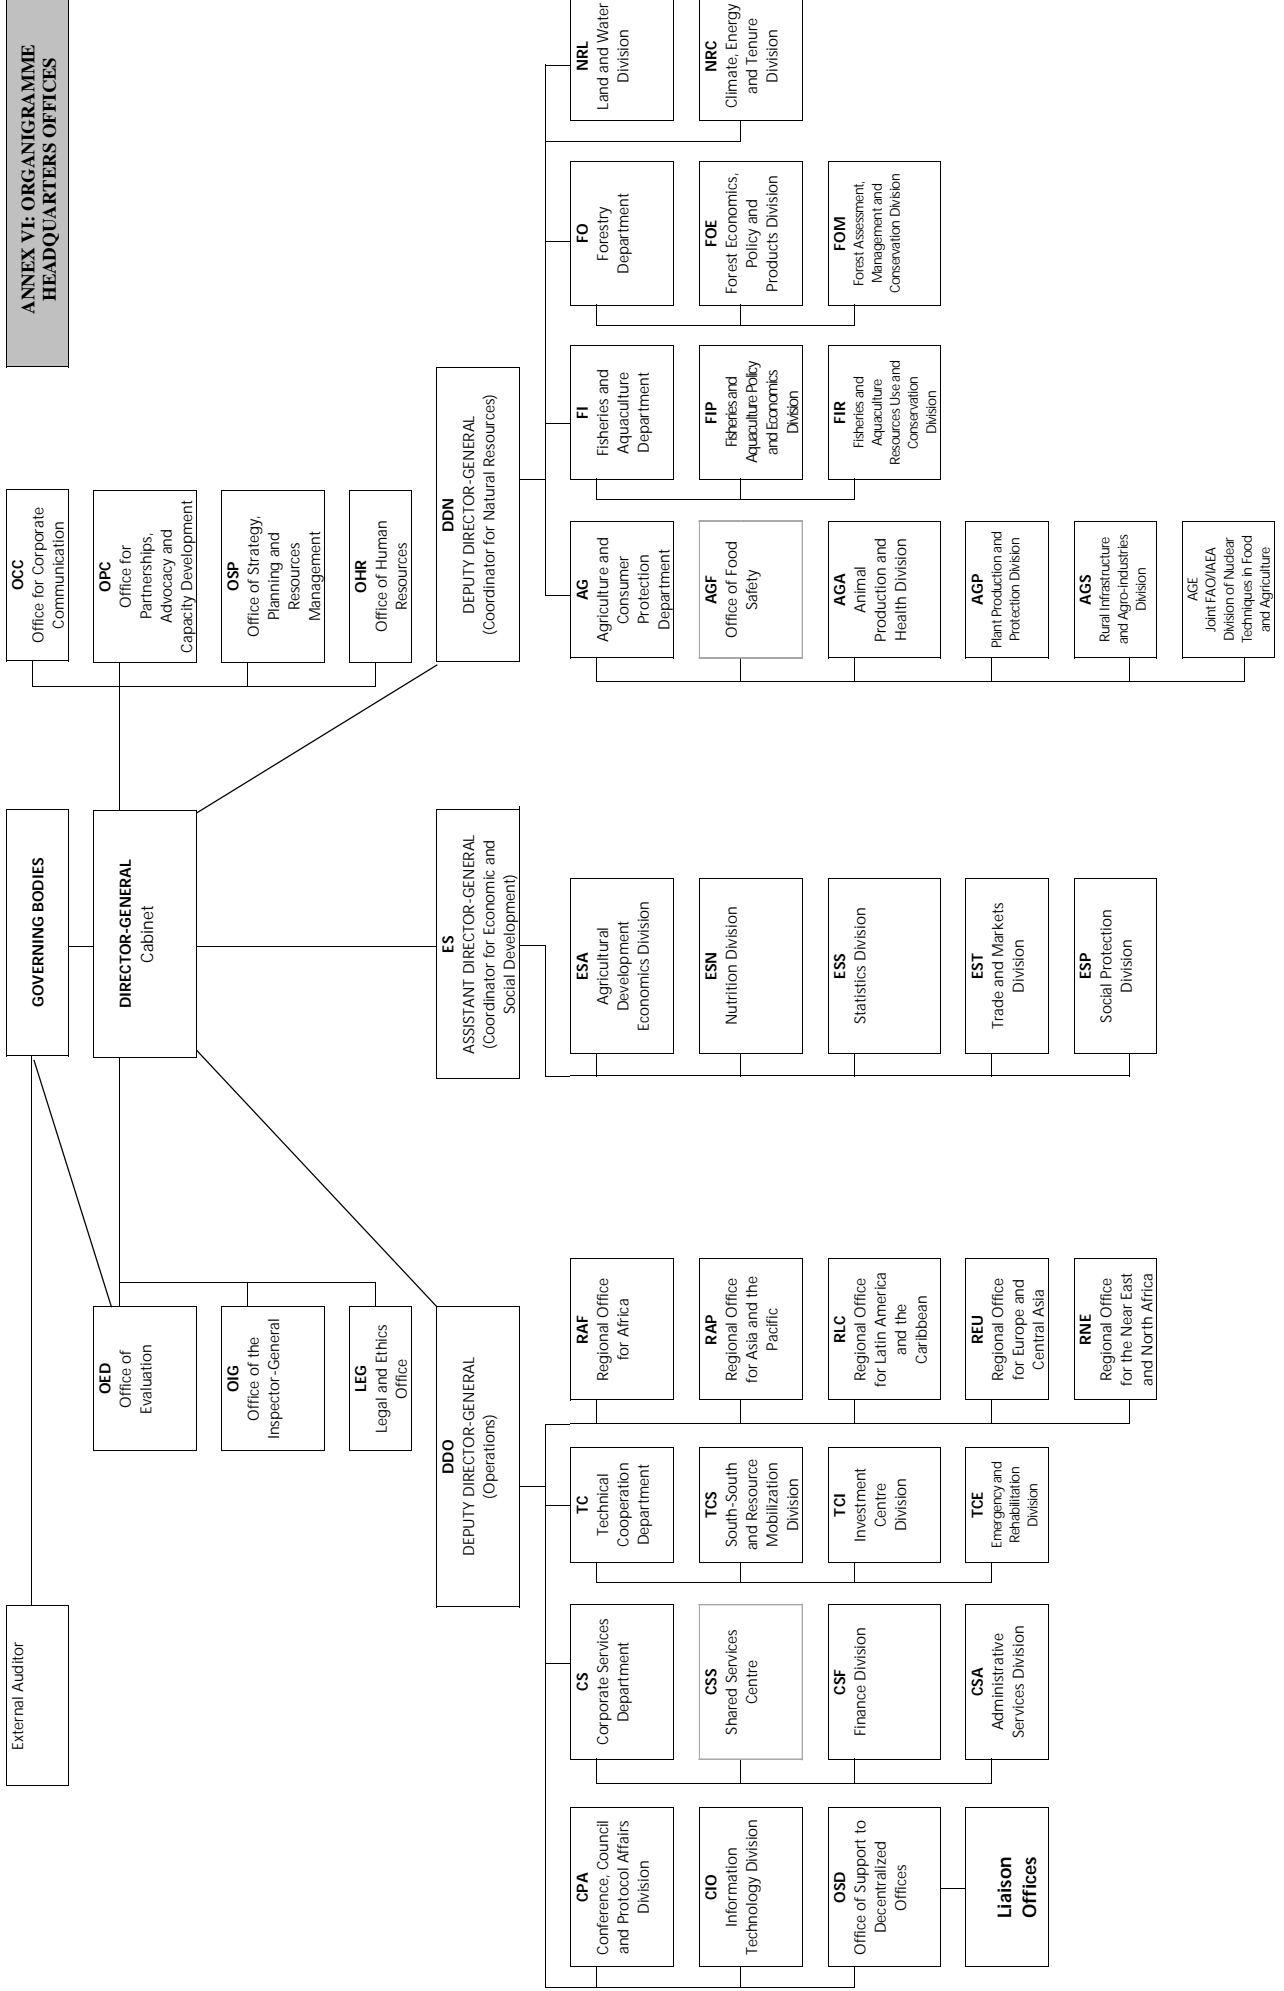 ANNEX VI: ORGANIGRAMME
HEADQUARTERS OFFICES
External Auditor
GOVERNING BODIES
DIRECTOR-GENERAL
Cabinet
OED
Office of
Evaluation
OIG
Office of the
Inspector-General
LEG
Legal and Ethics
Office
OCC
Office for Corporate
Communication
OPC
Office for
Partnerships,
Advocacy and
Capacity Development
OSP
Office of Strategy,
Planning and
Resources
Management
OHR
Office of Human
Resources
DDO
DEPUTY DIRECTOR-GENERAL
(Operations)
ES
ASSISTANT DIRECTOR-GENERAL
(Coordinator for Economic and
Social Development)
DDN
DEPUTY DIRECTOR-GENERAL
(Coordinator for Natural Resources)
CPA
Conference, Council
and Protocol Affairs
Division
CIO
Information
Technology Division
OSD
Office of Support to
Decentralized
Offices
Liaison
Offices
CS
Corporate Services
Department
CSS
Shared Services
Centre
CSF
Finance Division
CSA
Administrative
Services Division
TC
Technical
Cooperation
Department
TCS
South-South
and Resource
Mobilization
Division
TCI
Investment
Centre
Division
TCE
Emergency and
Rehabilitation
Division
RAF
Regional Office
for Africa
RAP
Regional Office
for Asia and the
Pacific
RLC
Regional Office
for Latin America
and the
Caribbean
REU
Regional Office
for Europe and
Central Asia
RNE
Regional Office
for the Near East
and North Africa
ESA
Agricultural
Development
Economics Division
ESN
Nutrition Division
ESS
Statistics Division
EST
Trade and Markets
Division
ESP
Social Protection
Division
AG
Agriculture and
Consumer
Protection
Department
AGF
Office of Food
Safety
AGA
Animal
Production and
Health Division
AGP
Plant Production and
Protection Division
AGS
Rural Infrastructure
and Agro-industries
Division
AGE
Joint FAO/IAEA
Division of Nuclear
Techniques in Food
and Agriculture
FI
Fisheries and
Aquaculture
Department
FIP
Fisheries and
Aquaculture Policy
and Economics
Division
FIR
Fisheries and
Aquaculture
Resources Use and
Conservation
Division
FO
Forestry
Department
FOE
Forest Economics,
Policy and
Products Division
FOM
Forest Assessment,
Management and
Conservation Division
NRL
Land and Water
Division
NRC
Climate, Energy
and Tenure
Division